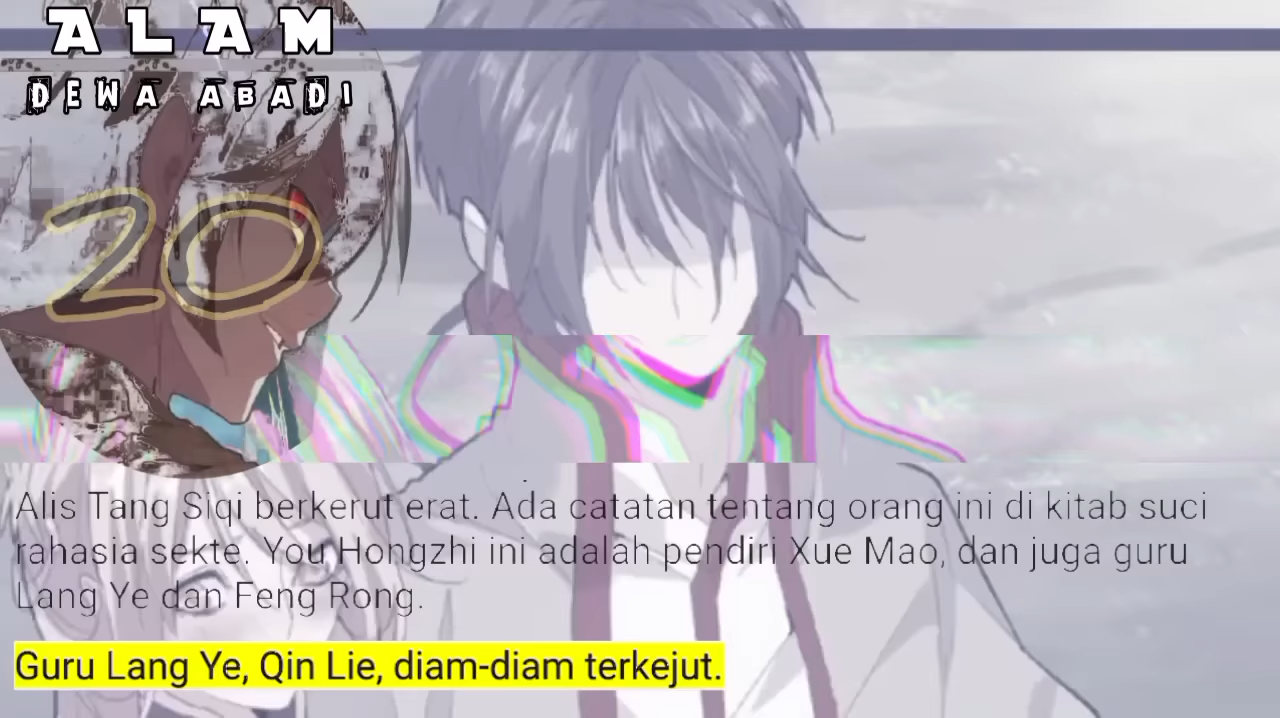 ALAM
DEWA ABADI
20
Alis Tang Siqi berkerut erat. Ada catatan tentang orang ini di kitab suci
rahasia sekte. You Hongzhi ini adalah pendiri Xue Mao, dan juga guru
Lang Ye dan Feng Rong.
Guru Lang Ye, Qin Lie, diam-diam terkejut.